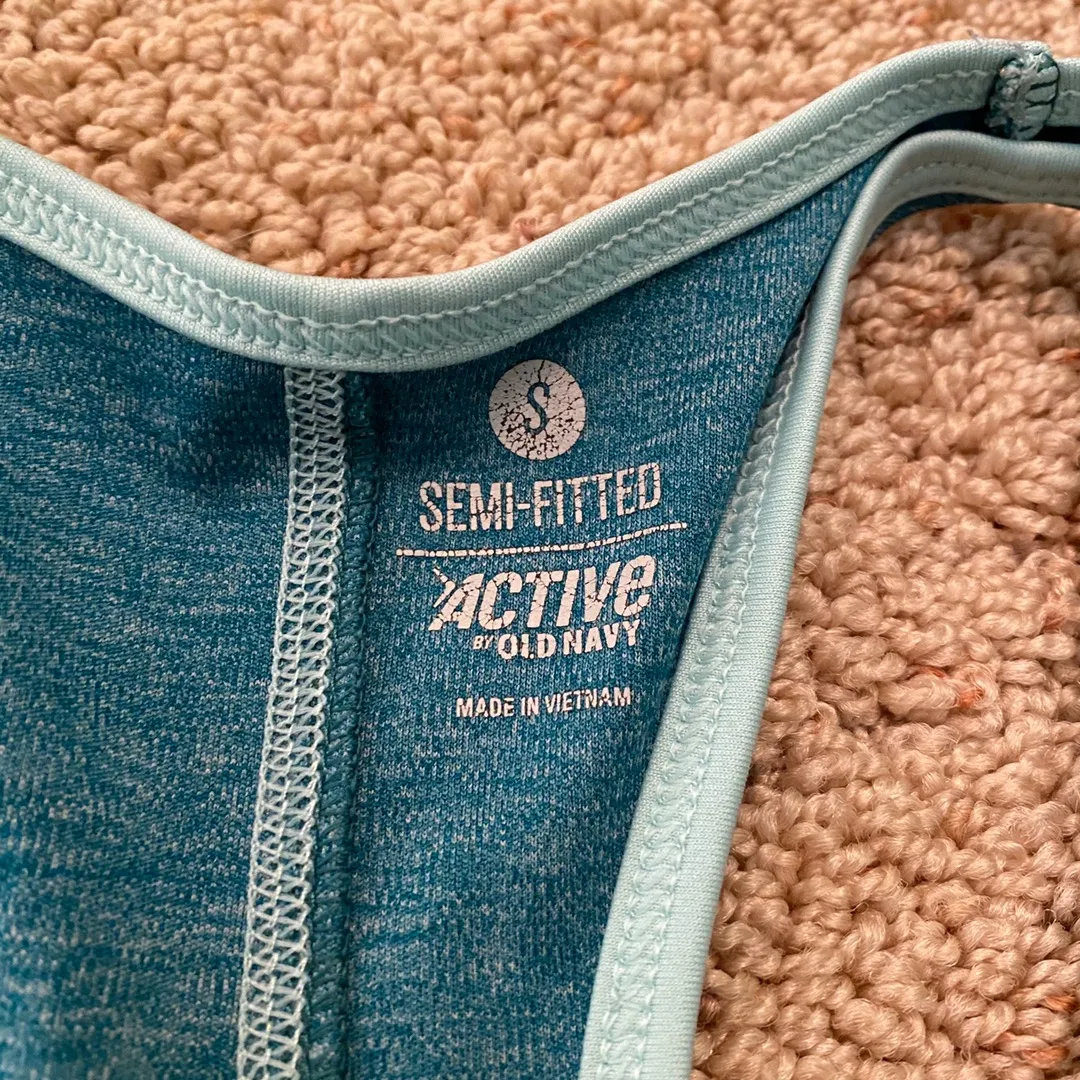 S
SEMI-FITTED
ACTIVe
BY OLD NAVY
MADE IN VIETNAM